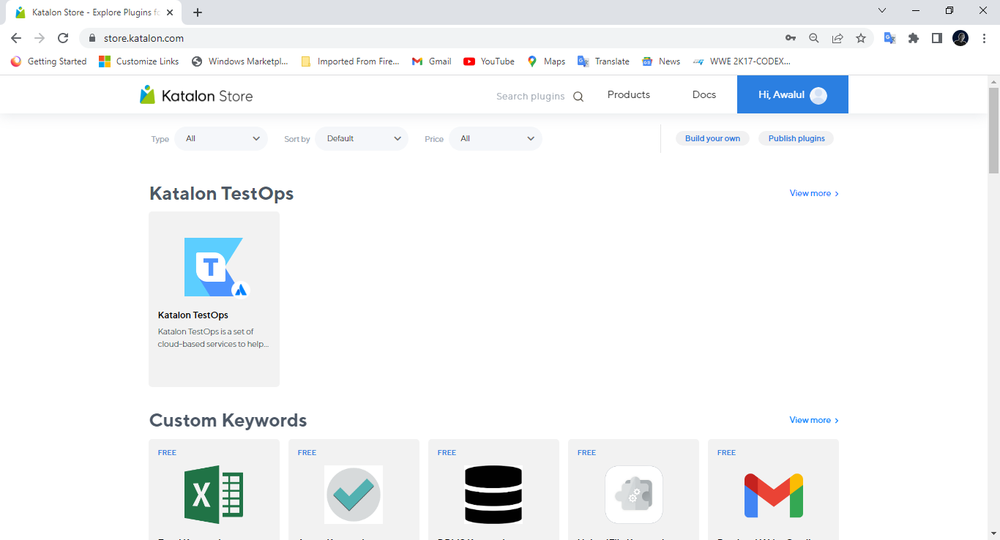 Katalon Store - Explore Plugins fo
store.katalon.com
Getting Started
Customize Links
Windows Marketpl...
Imported From Fire...
Gmail
YouTube
Maps
Translate
News
WWE 2K17-CODEX...
Katalon Store
Search plugins
Products
Docs
Hi, Awalul
Type
All
Sort by
Default
Price
All
Build your own
Publish plugins
Katalon TestOps
View more
T
Katalon TestOps
Katalon TestOps is a set of
cloud-based services to help...
Custom Keywords
View more
FREE
FREE
FREE
FREE
FREE
X